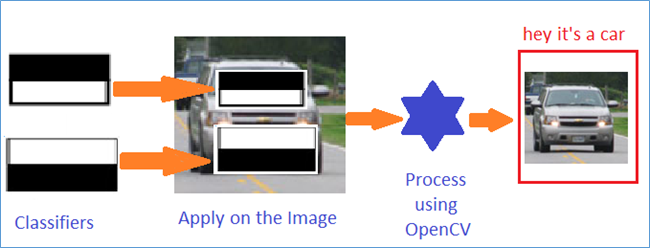 hey it's a car
Classifiers
Apply on the Image
Process
using
OpenCV